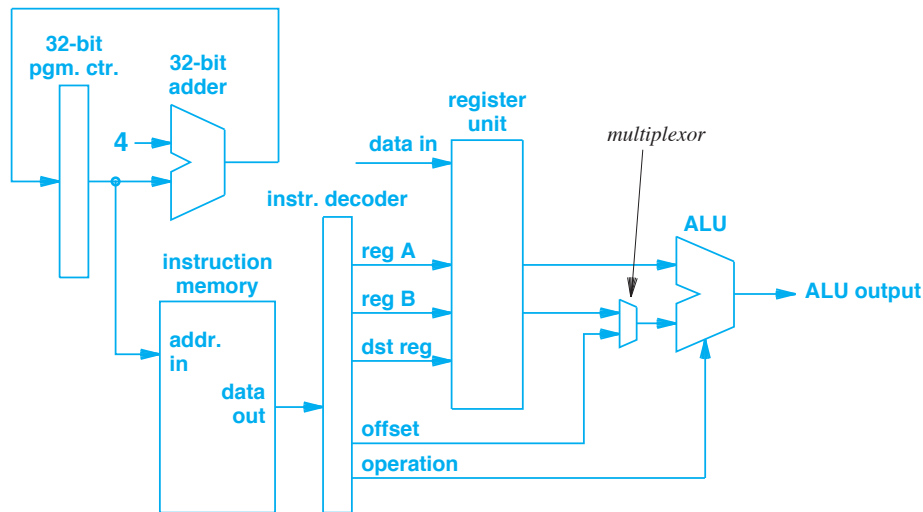 32-bit
pgm. ctr.
32-bit
adder
4
register
unit
multiplexor
data in
instr. decoder
ALU
reg A
instruction
memory
reg B
ALU output
addr.
in
dst reg
data
out
offset
operation